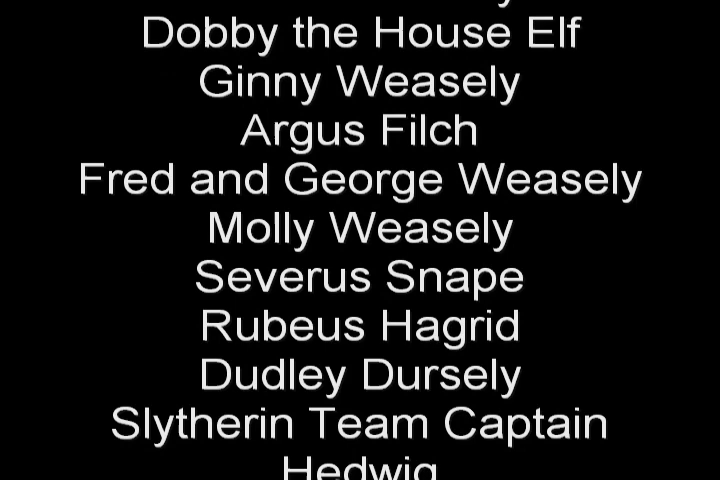 Dobby the House Elf
Ginny Weasely
Argus Filch
Fred and George Weasely
Molly Weasely
Severus Snape
Rubeus Hagrid
Dudley Dursely
Slytherin Team Captain
Hedwig